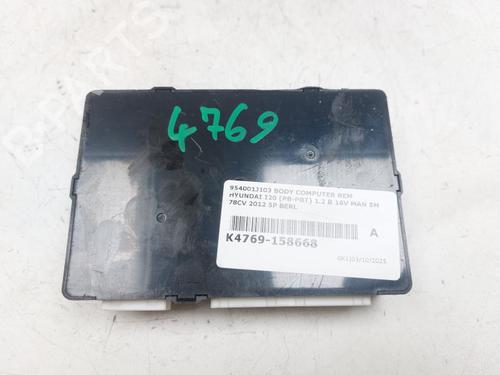 4769
954001J103 BODY COMPUTER REM
HYUNDAI I20 (PB-PBT) 1.2 B 16V MAN 5M
78CV 2012 5P BERL
K4769-158668
A
B-PARTS